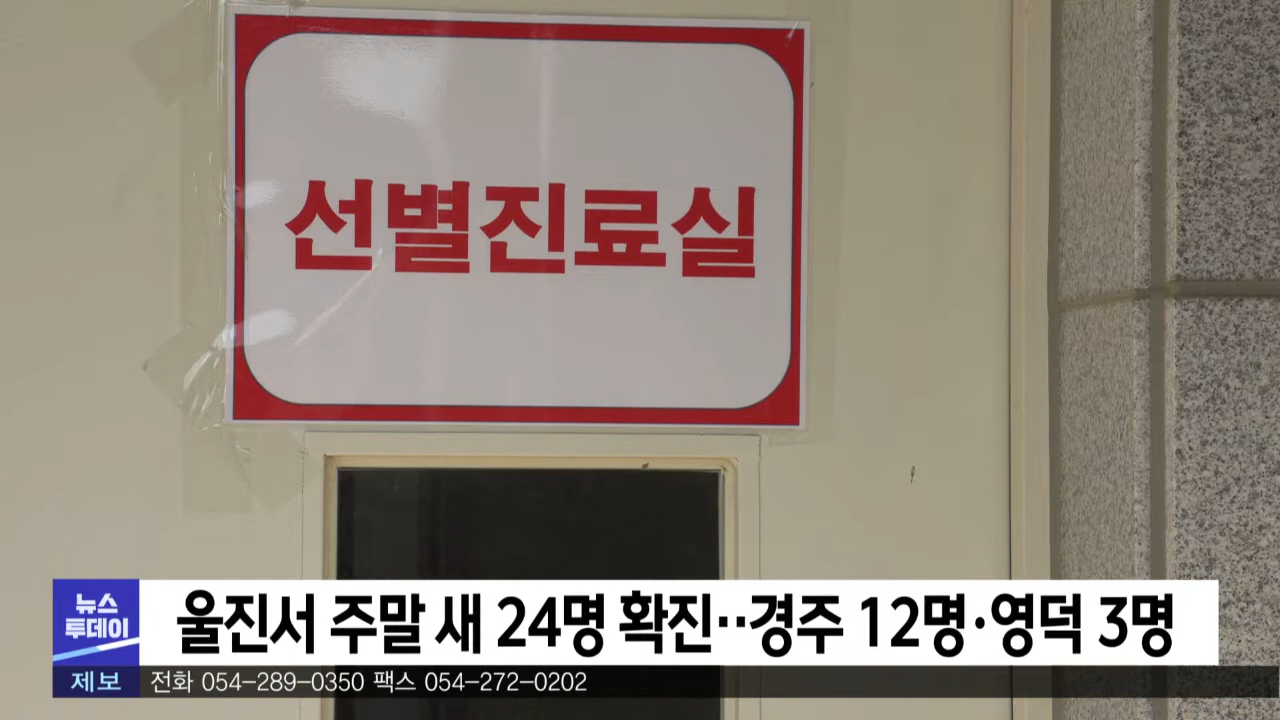 선별진료실
뉴스
투데이
울진서 주말 새 24명 확진‥경주 12명·영덕 3명
제보 전화 054-289-0350 팩스 054-272-0202